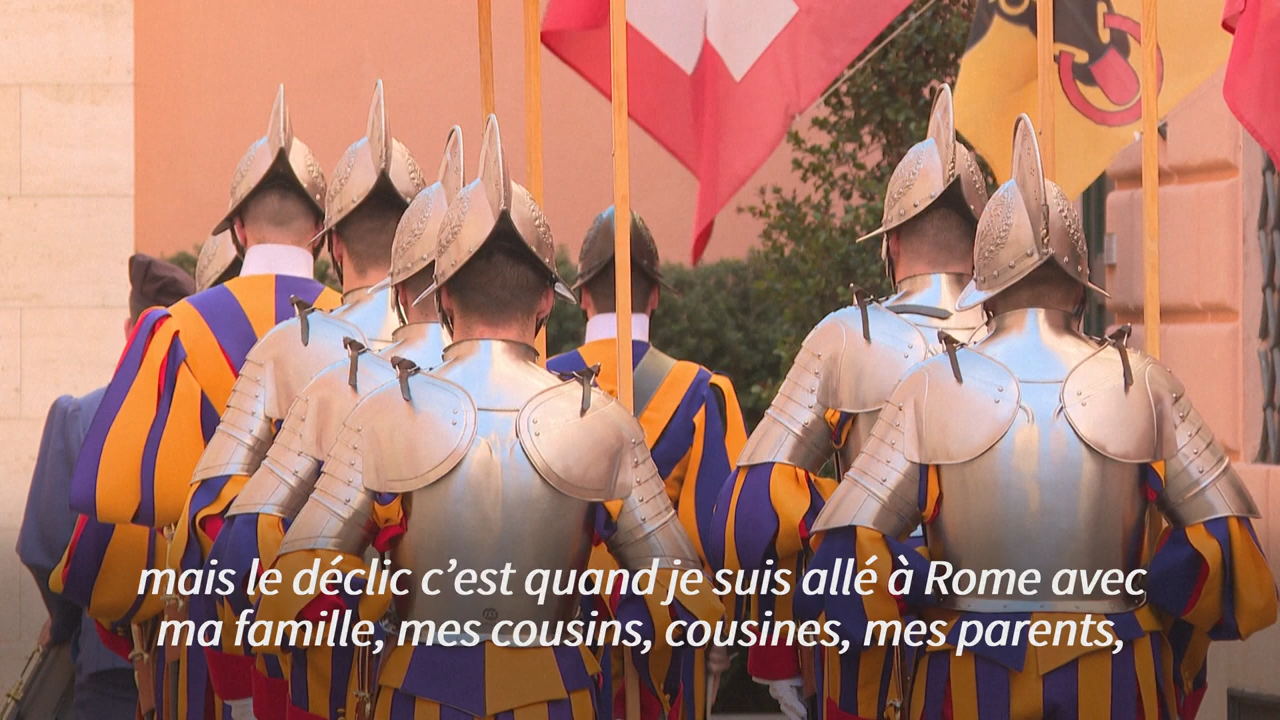 mais le déclic c’est quand je suis allé à Rome avec
ma famille, mes cousins, cousines, mes parents,